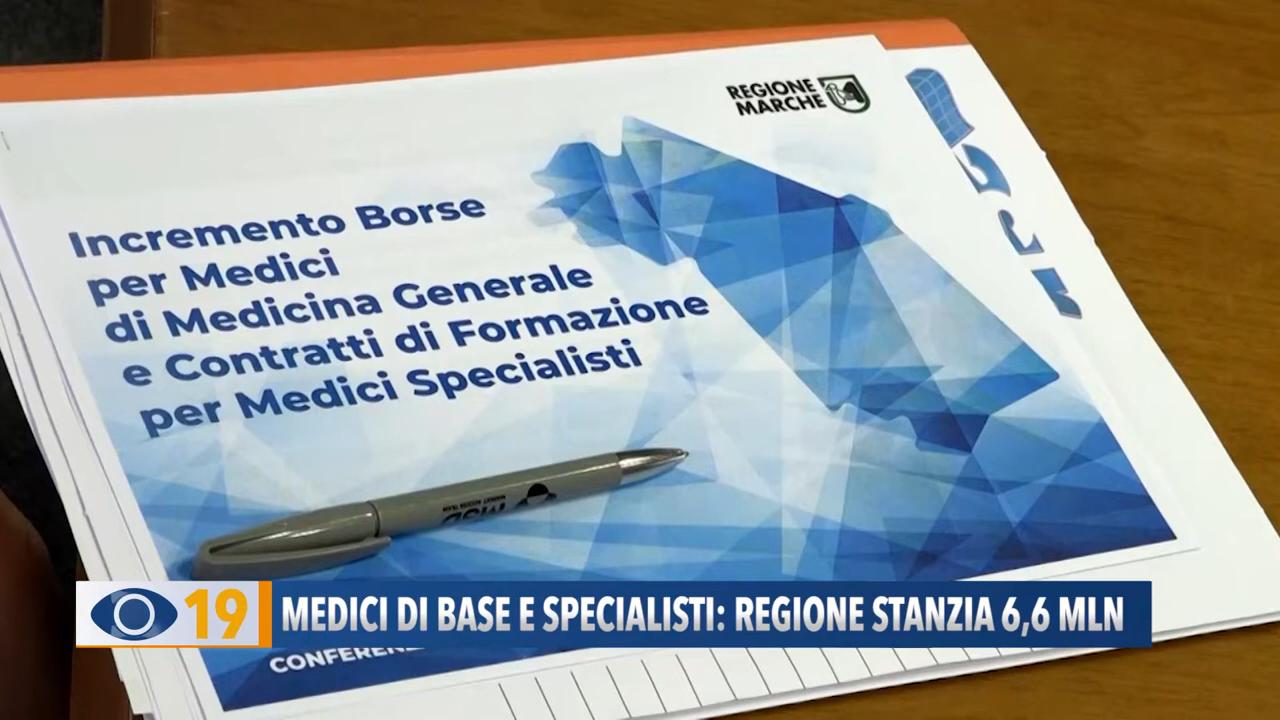 REGIONE
MARCHE
Incremento Borse
per Medici
di Medicina Generale
e Contratti di Formazione
per Medici Specialisti
19 MEDICI DI BASE E SPECIALISTI: REGIONE STANZIA 6,6 MLN